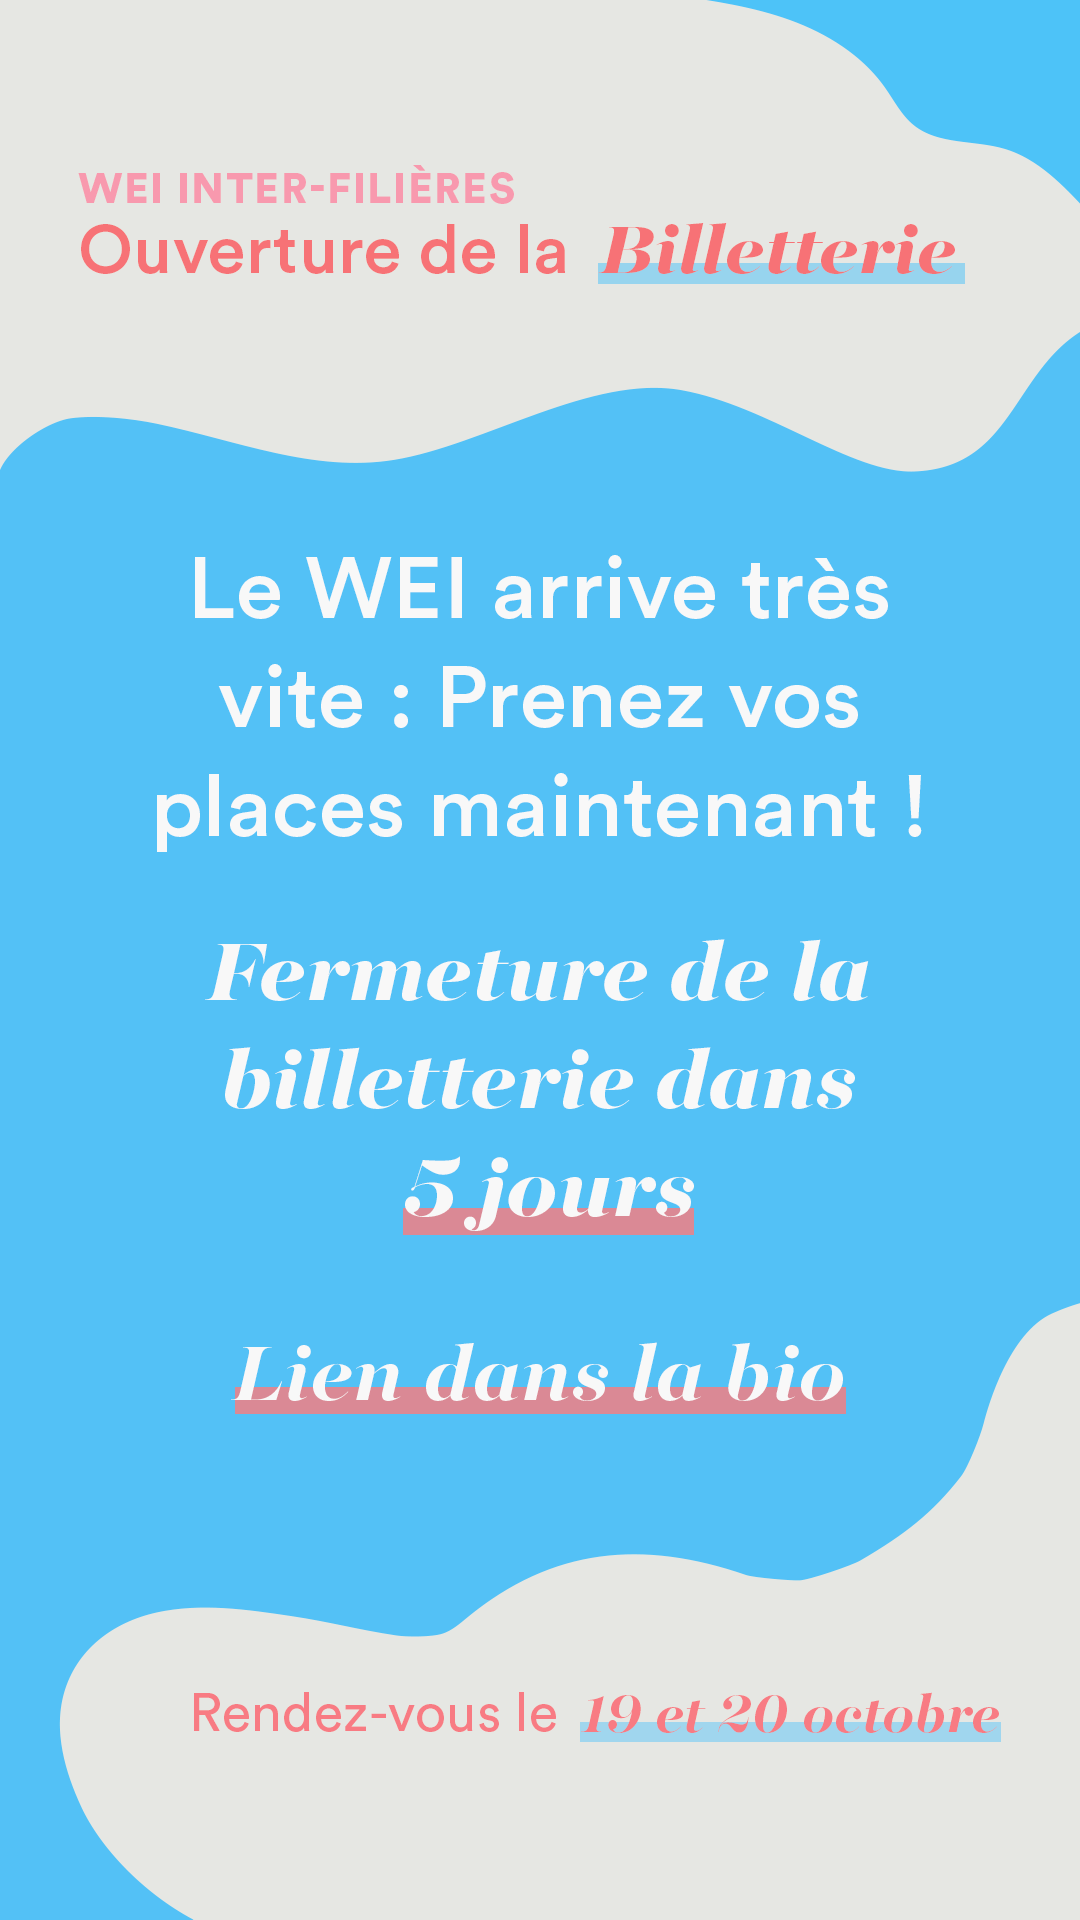 WEI INTER-FILIÈRES
Ouverture de la Billetterie
Le WEI arrive très
vite : Prenez vos
places maintenant !
Fermeture de la
billetterie dans
5 jours
Lien dans la bio
Rendez-vous le 19 et 20 octobre